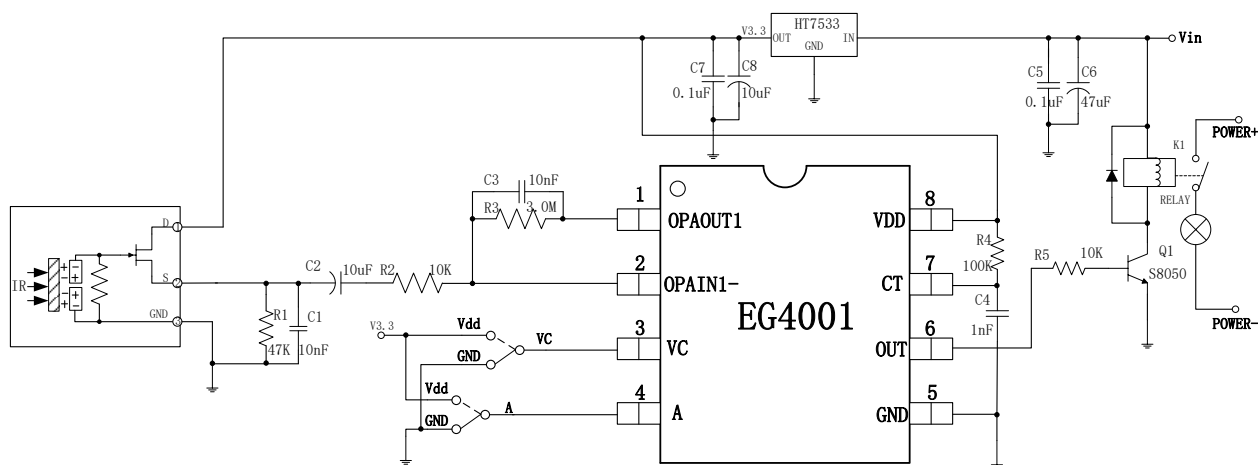 HT7533
V3.3
OUT
IN
GND
Vin
C7
0.1uF
C8
10uF
C5
0.1uF
C6
47uF
POWER+
K1
RELAY
C3
10nF
R3
3.0M
1
OPAOUT1
8
VDD
D
R4
100K
R5
10K
Q1
S8050
IR
S
C2
10uF
R2
10K
2
OPAIN1-
7
CT
EG4001
C4
1nF
GND
R1
47K
C1
10nF
V3.3
Vdd
GND
VC
3
VC
6
OUT
POWER-
Vdd
GND
A
4
A
5
GND
1
2
3